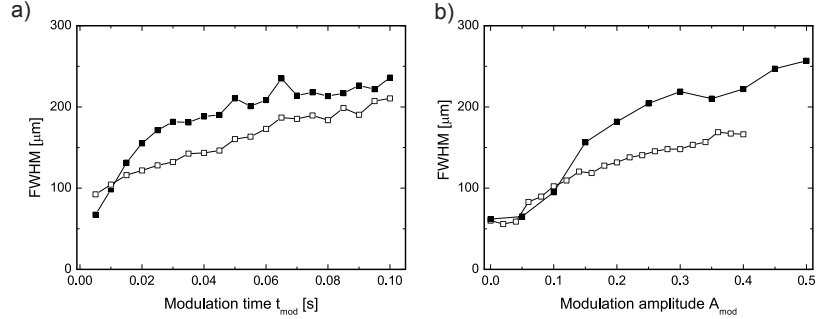 a)
300
200
100
0
FWHM [μm]
0.00 0.02 0.04 0.06 0.08 0.10
Modulation time t_mod [s]
b)
300
200
100
0
FWHM [μm]
0.0 0.1 0.2 0.3 0.4 0.5
Modulation amplitude A_mod